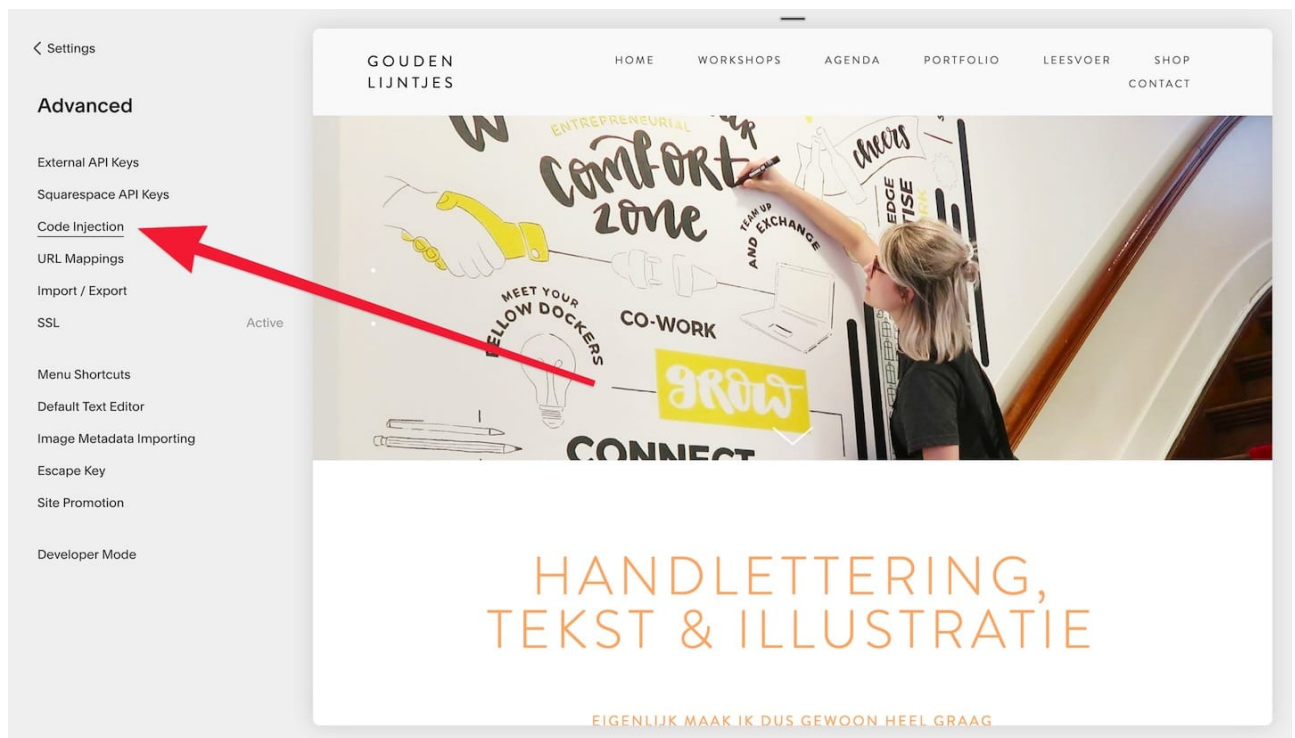 Settings
Advanced
External API Keys
Squarespace API Keys
Code Injection
URL Mappings
Import / Export
SSL Active
Menu Shortcuts
Default Text Editor
Image Metadata Importing
Escape Key
Site Promotion
Developer Mode
GOUDEN
LIJNTJES
HOME WORKSHOPS AGENDA PORTFOLIO LEESVOER SHOP
CONTACT
ENTREPRENEURIAL
COMFORT
ZONE
cheers
TEAM UP
AND EXCHANGE
EDGE
MEET YOUR
FELLOW DOCKERS
CO-WORK
GROW
CONNECT
HANDLETTERING,
TEKST & ILLUSTRATIE
EIGENLIJK MAAK IK DUS GEWOON HEEL GRAAG